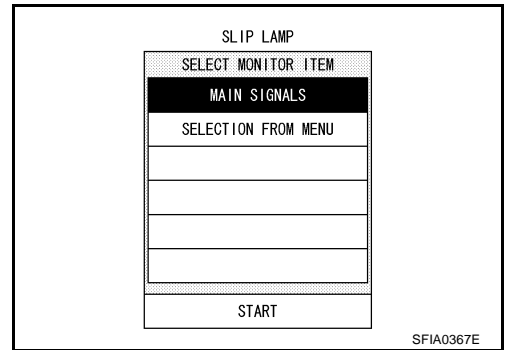 SLIP LAMP
SELECT MONITOR ITEM
MAIN SIGNALS
SELECTION FROM MENU
START
SFIA0367E